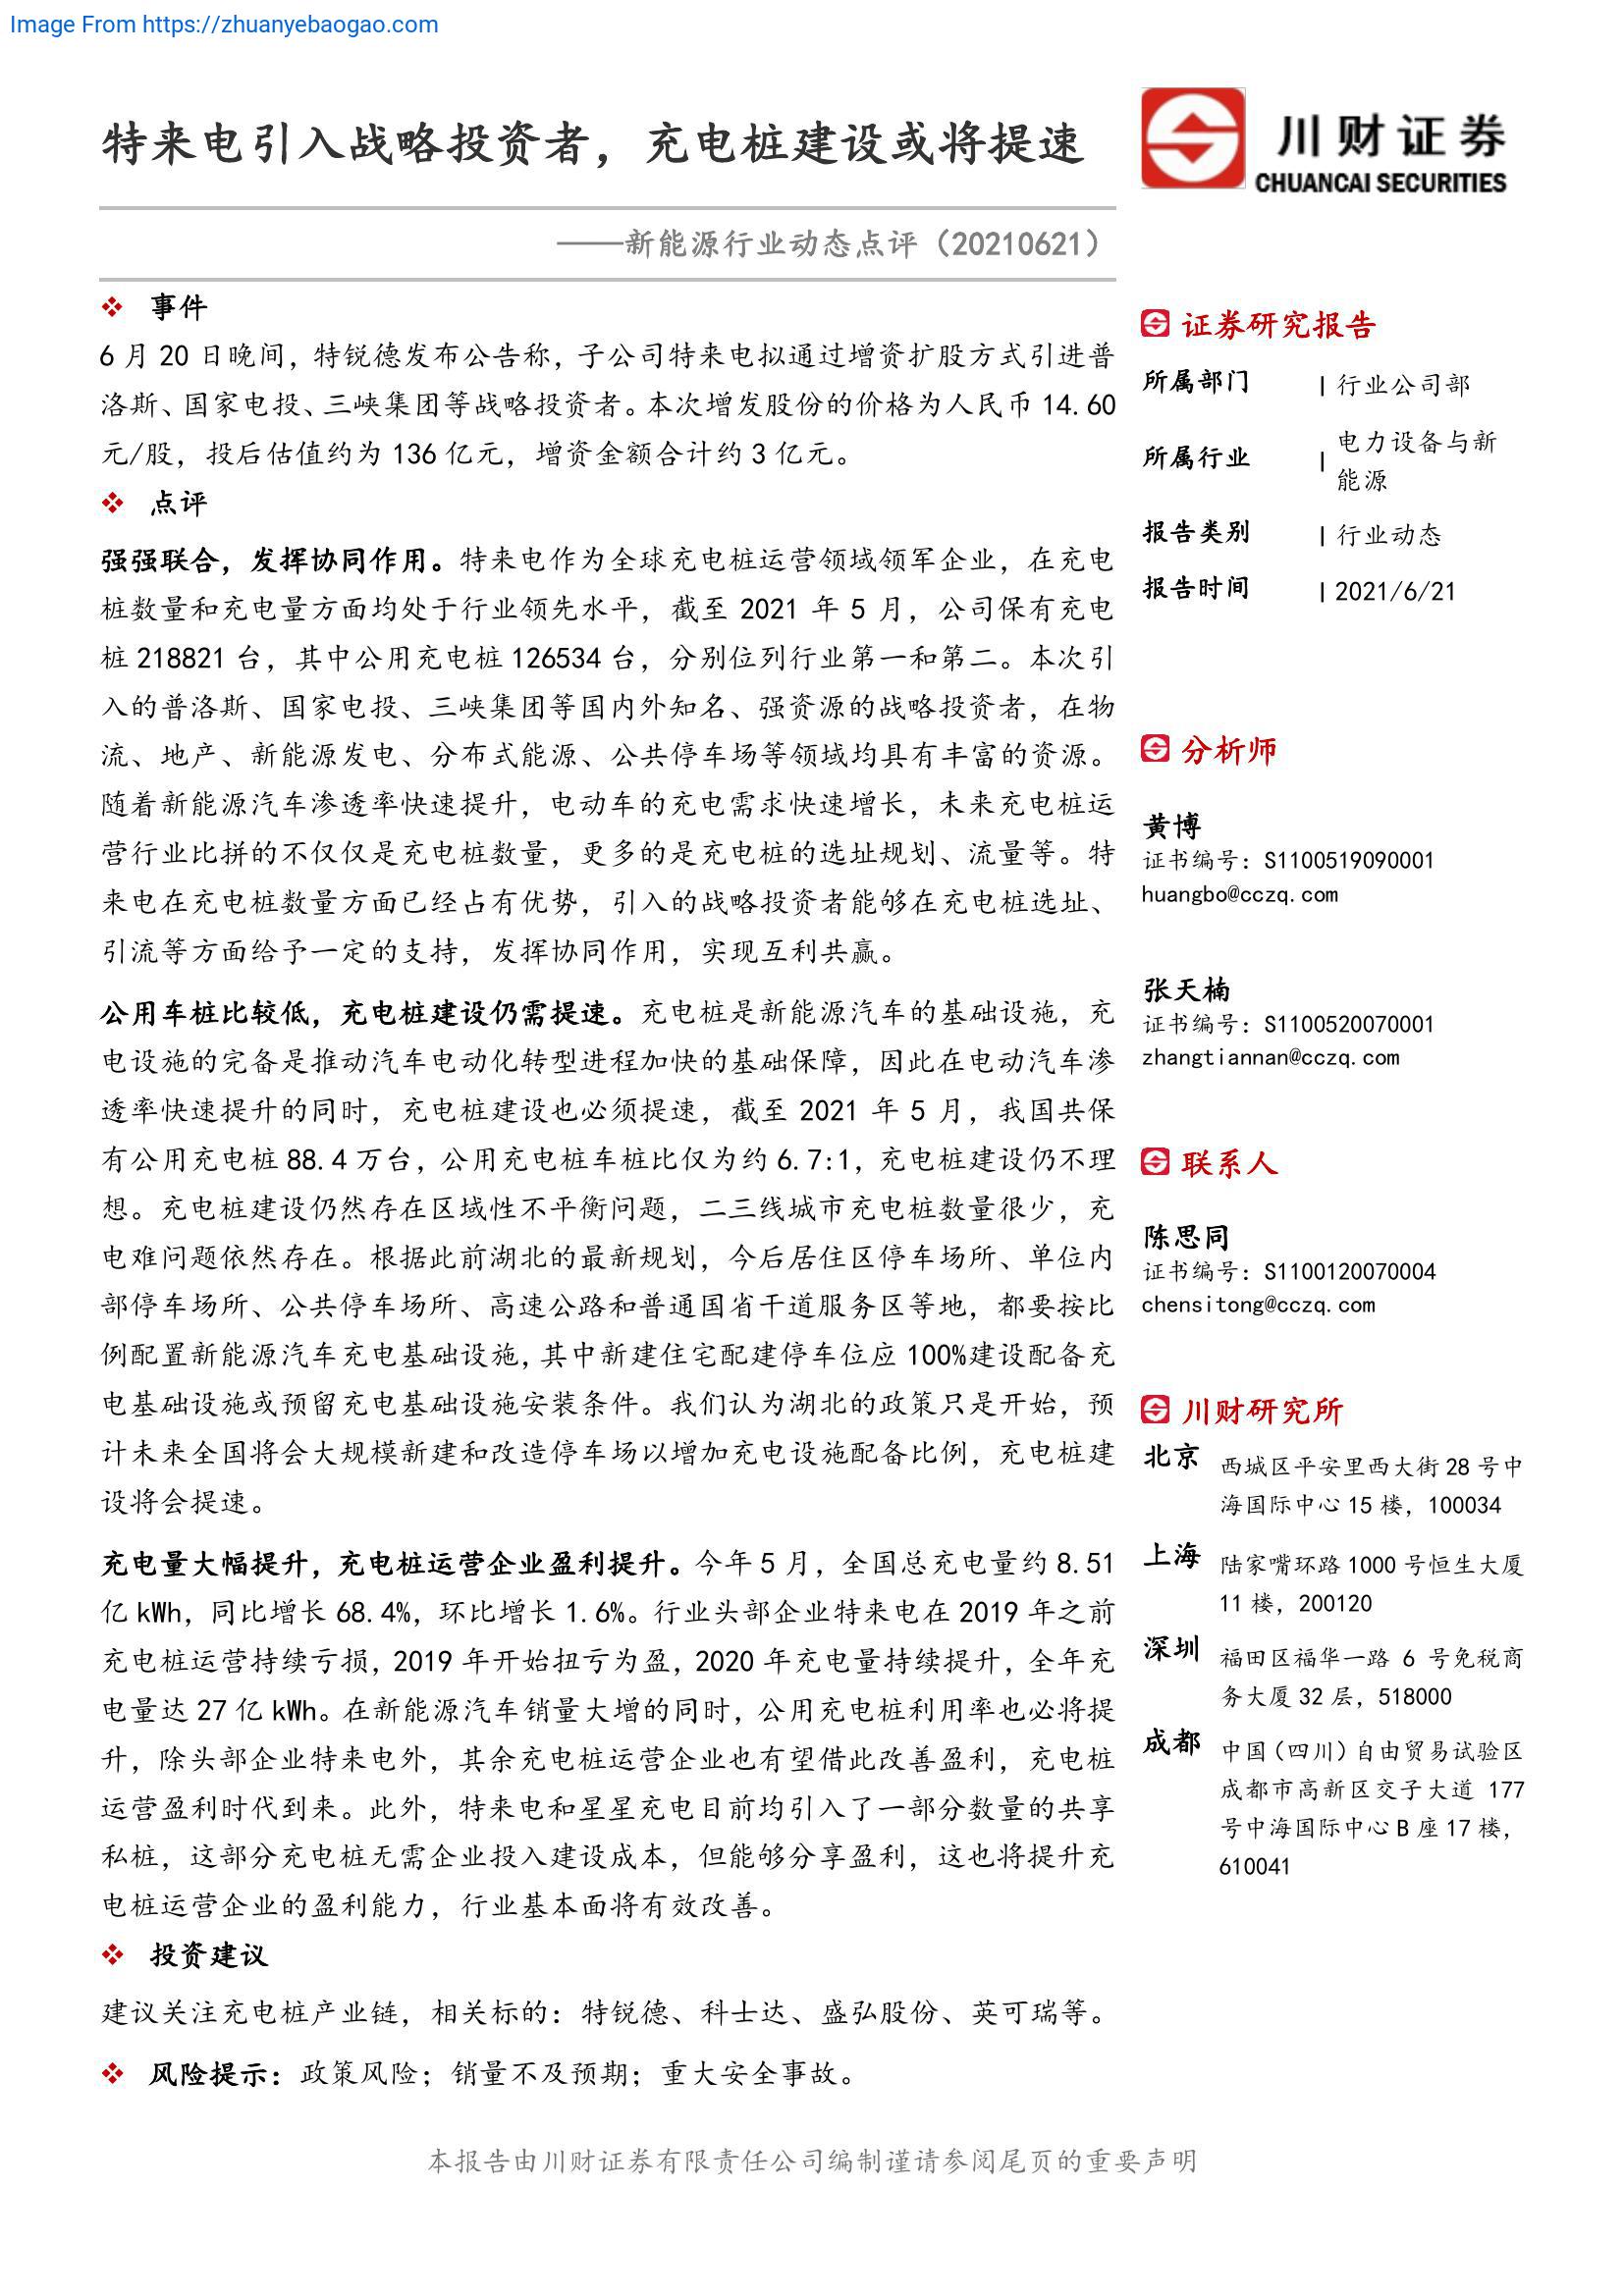 Image From https://zhuanyebaogao.com
特来电引入战略投资者，充电桩建设或将提速
川财证券
CHUANCAI SECURITIES
——新能源行业动态点评（20210621）
事件
6 月 20 日晚间，特锐德发布公告称，子公司特来电拟通过增资扩股方式引进普
洛斯、国家电投、三峡集团等战略投资者。本次增发股份的价格为人民币 14.60
元/股，投后估值约为 136 亿元，增资金额合计约 3 亿元。
点评
强强联合，发挥协同作用。特来电作为全球充电桩运营领域领军企业，在充电
桩数量和充电量方面均处于行业领先水平，截至 2021 年 5 月，公司保有充电
桩 218821 台，其中公用充电桩 126534 台，分别位列行业第一和第二。本次引
入的普洛斯、国家电投、三峡集团等国内外知名、强资源的战略投资者，在物
流、地产、新能源发电、分布式能源、公共停车场等领域均具有丰富的资源。
随着新能源汽车渗透率快速提升，电动车的充电需求快速增长，未来充电桩运
营行业比拼的不仅仅是充电桩数量，更多的是充电桩的选址规划、流量等。特
来电在充电桩数量方面已经占有优势，引入的战略投资者能够在充电桩选址、
引流等方面给予一定的支持，发挥协同作用，实现互利共赢。
公用车桩比较低，充电桩建设仍需提速。充电桩是新能源汽车的基础设施，充
电设施的完备是推动汽车电动化转型进程加快的基础保障，因此在电动汽车渗
透率快速提升的同时，充电桩建设也必须提速，截至 2021 年 5 月，我国共保
有公用充电桩 88.4 万台，公用充电桩车桩比仅为约 6.7:1，充电桩建设仍不理
想。充电桩建设仍然存在区域性不平衡问题，二三线城市充电桩数量很少，充
电难问题依然存在。根据此前湖北的最新规划，今后居住区停车场所、单位内
部停车场所、公共停车场所、高速公路和普通国省干道服务区等地，都要按比
例配置新能源汽车充电基础设施，其中新建住宅配建停车位应 100%建设配备充
电基础设施或预留充电基础设施安装条件。我们认为湖北的政策只是开始，预
计未来全国将会大规模新建和改造停车场以增加充电设施配备比例，充电桩建
设将会提速。
充电量大幅提升，充电桩运营企业盈利提升。今年 5 月，全国总充电量约 8.51
亿 kWh，同比增长 68.4%，环比增长 1.6%。行业头部企业特来电在 2019 年之前
充电桩运营持续亏损，2019 年开始扭亏为盈，2020 年充电量持续提升，全年充
电量达 27 亿 kWh。在新能源汽车销量大增的同时，公用充电桩利用率也必将提
升，除头部企业特来电外，其余充电桩运营企业也有望借此改善盈利，充电桩
运营盈利时代到来。此外，特来电和星星充电目前均引入了一部分数量的共享
私桩，这部分充电桩无需企业投入建设成本，但能够分享盈利，这也将提升充
电桩运营企业的盈利能力，行业基本面将有效改善。
投资建议
建议关注充电桩产业链，相关标的：特锐德、科士达、盛弘股份、英可瑞等。
风险提示：政策风险；销量不及预期；重大安全事故。
证券研究报告
所属部门 | 行业公司部
所属行业 | 电力设备与新
能源
报告类别 | 行业动态
报告时间 | 2021/6/21
分析师
黄博
证书编号：S1100519090001
huangbo@cczq.com
张天楠
证书编号：S1100520070001
zhangtiannan@cczq.com
联系人
陈思同
证书编号：S1100120070004
chensitong@cczq.com
川财研究所
北京 西城区平安里西大街 28 号中
海国际中心 15 楼，100034
上海 陆家嘴环路 1000 号恒生大厦
11 楼，200120
深圳 福田区福华一路 6 号免税商
务大厦 32 层，518000
成都 中国（四川）自由贸易试验区
成都市高新区交子大道 177
号中海国际中心 B 座 17 楼，
610041
本报告由川财证券有限责任公司编制谨请参阅尾页的重要声明